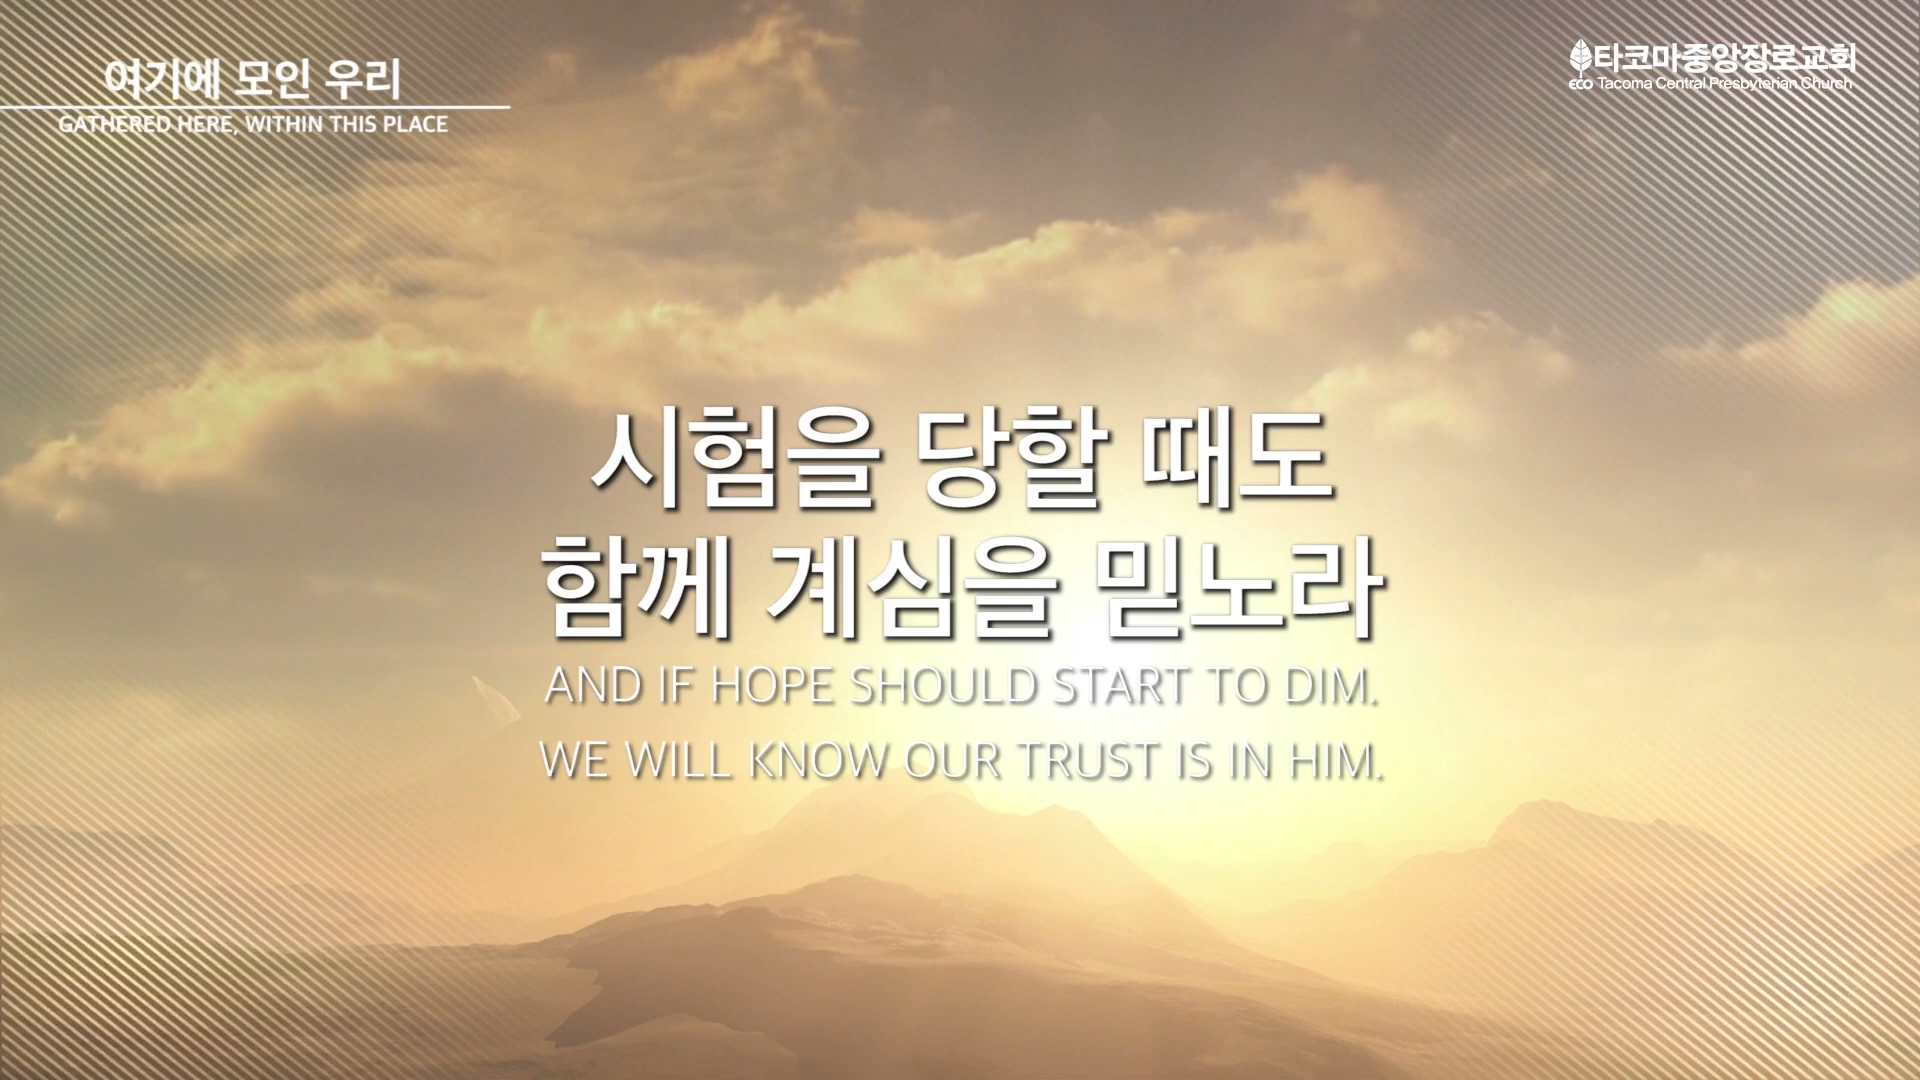 여기에 모인 우리
GATHERED HERE, WITHIN THIS PLACE
타코마중앙장로교회
ECO Tacoma Central Presbyterian Church
시험을 당할 때도
함께 계심을 믿노라
AND IF HOPE SHOULD START TO DIM.
WE WILL KNOW OUR TRUST IS IN HIM.